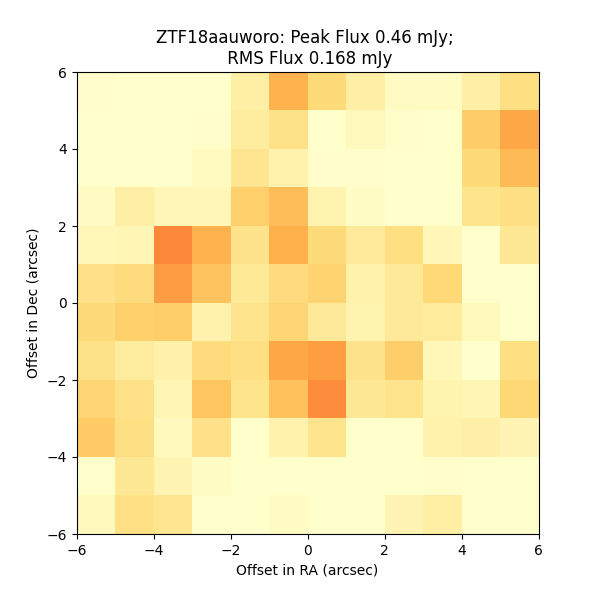 ZTF18aauworo: Peak Flux 0.46 mJy;
RMS Flux 0.168 mJy
6
4
2
0
−2
−4
−6
Offset in Dec (arcsec)
−6 −4 −2 0 2 4 6
Offset in RA (arcsec)